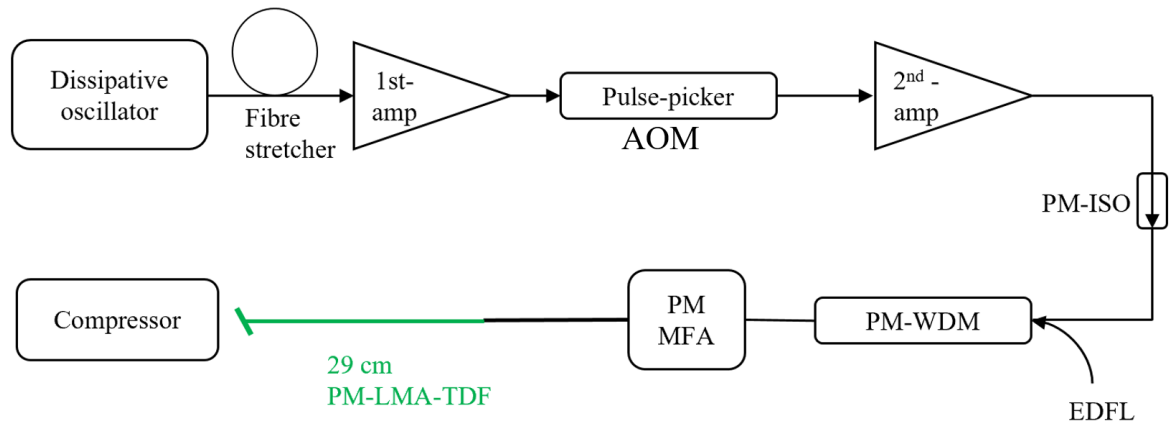 Dissipative
oscillator
Fibre
stretcher
1st-
amp
Pulse-picker
AOM
2nd -
amp
PM-ISO
Compressor
29 cm
PM-LMA-TDF
PM
MFA
PM-WDM
EDFL